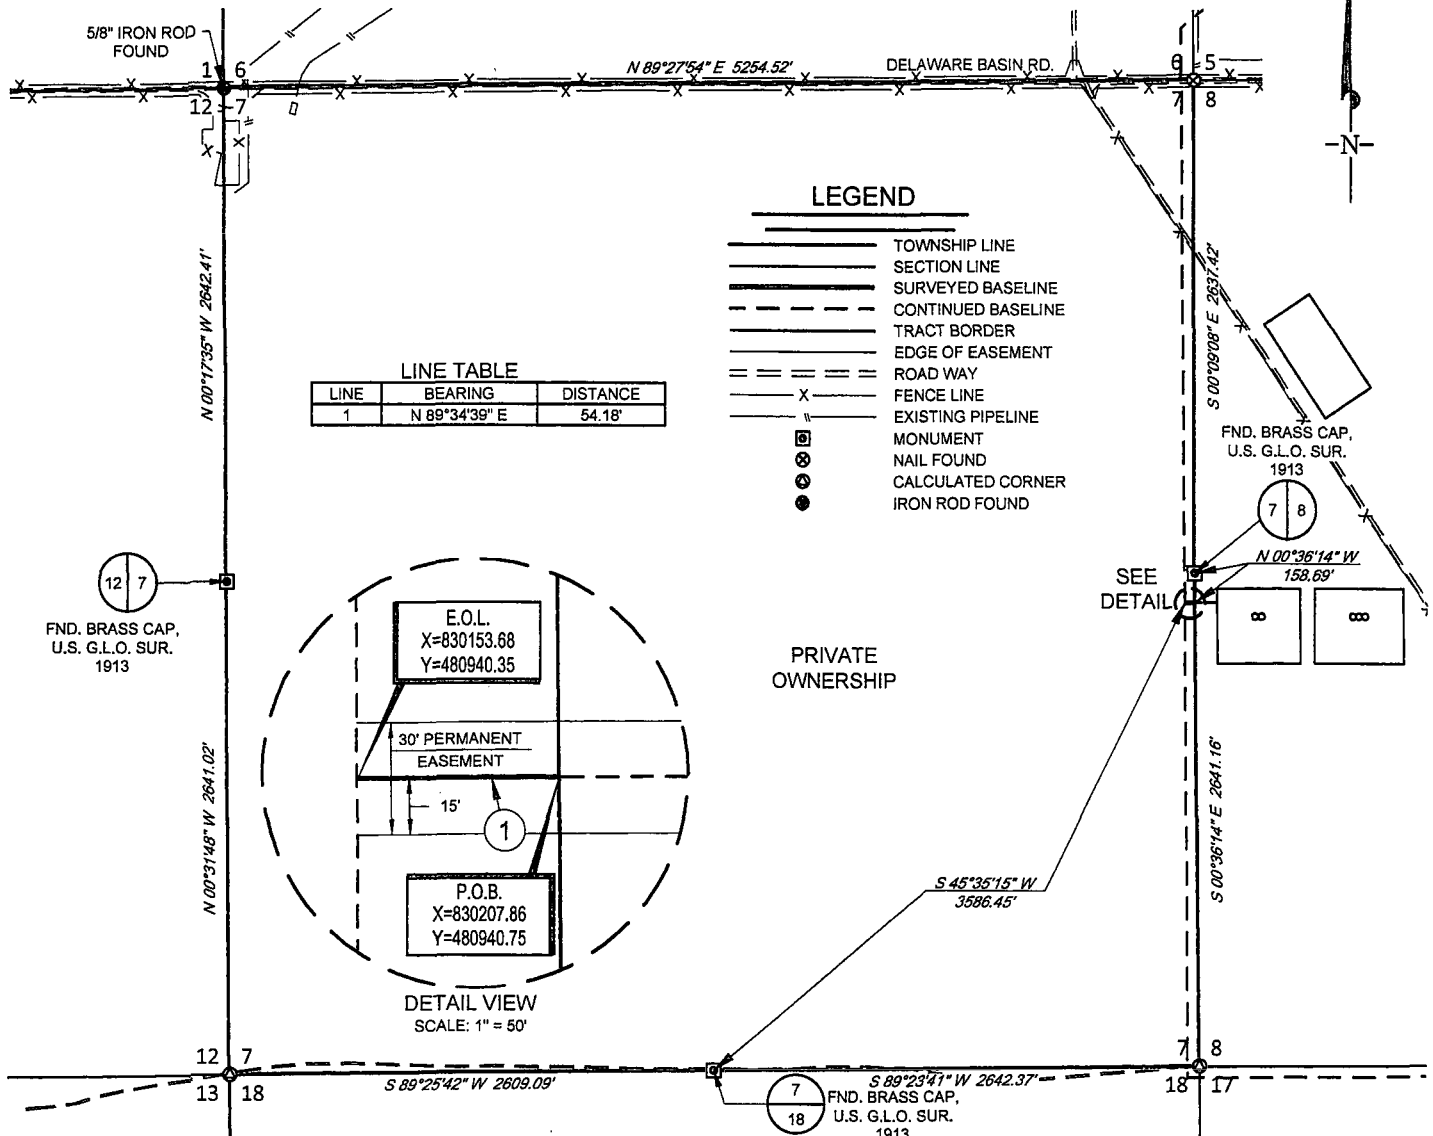 5/8" IRON ROD
FOUND
1 6
12 7
N 89°27'54" E 5254.52'
DELAWARE BASIN RD.
6 5
7 8
-N-
LEGEND
TOWNSHIP LINE
SECTION LINE
SURVEYED BASELINE
CONTINUED BASELINE
TRACT BORDER
EDGE OF EASEMENT
ROAD WAY
FENCE LINE
EXISTING PIPELINE
MONUMENT
NAIL FOUND
CALCULATED CORNER
IRON ROD FOUND
N 00°17'35" W 2642.41'
LINE TABLE
LINE BEARING DISTANCE
1 N 89°34'39" E 54.18'
S 00°09'08" E 2637.42'
FND. BRASS CAP,
U.S. G.L.O. SUR.
1913
7 8
N 00°36'14" W
158.69'
SEE
DETAIL
12 7
FND. BRASS CAP,
U.S. G.L.O. SUR.
1913
E.O.L.
X=830153.68
Y=480940.35
30' PERMANENT
EASEMENT
15'
1
P.O.B.
X=830207.86
Y=480940.75
DETAIL VIEW
SCALE: 1" = 50'
PRIVATE
OWNERSHIP
N 00°31'48" W 2641.02'
S 00°36'14" E 2641.16'
S 45°35'15" W
3586.45'
12 7
13 18
S 89°25'42" W 2609.09'
S 89°23'41" W 2642.37'
7 8
18 17
7
18
FND. BRASS CAP,
U.S. G.L.O. SUR.
1913